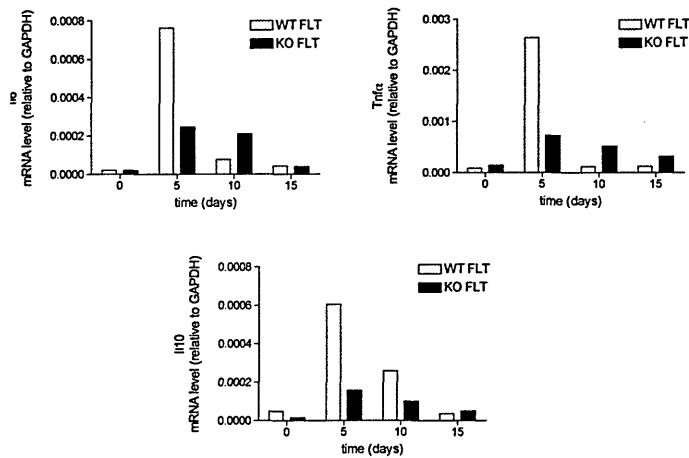 0.0008
0.0006
0.0004
0.0002
0.0000
mRNA level (relative to GAPDH)
WT FLT
KO FLT
0 5 10 15
time (days)
0.003
0.002
0.001
0.000
Tnfα
mRNA level (relative to GAPDH)
WT FLT
KO FLT
0 5 10 15
time (days)
0.0008
0.0006
0.0004
0.0002
0.0000
Il10
mRNA level (relative to GAPDH)
WT FLT
KO FLT
0 5 10 15
time (days)